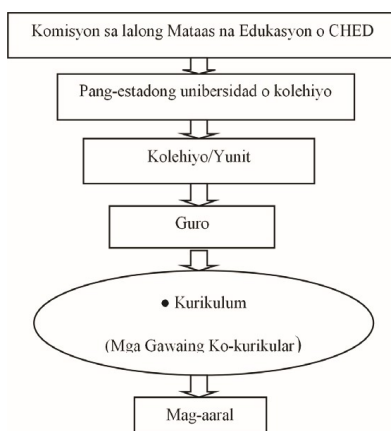 Komisyon sa lalong Mataas na Edukasyon o CHED
Pang-estadong unibersidad o kolehiyo
Kolehiyo/Yunit
Guro
● Kurikulum
(Mga Gawaing Ko-kurikular)
Mag-aaral